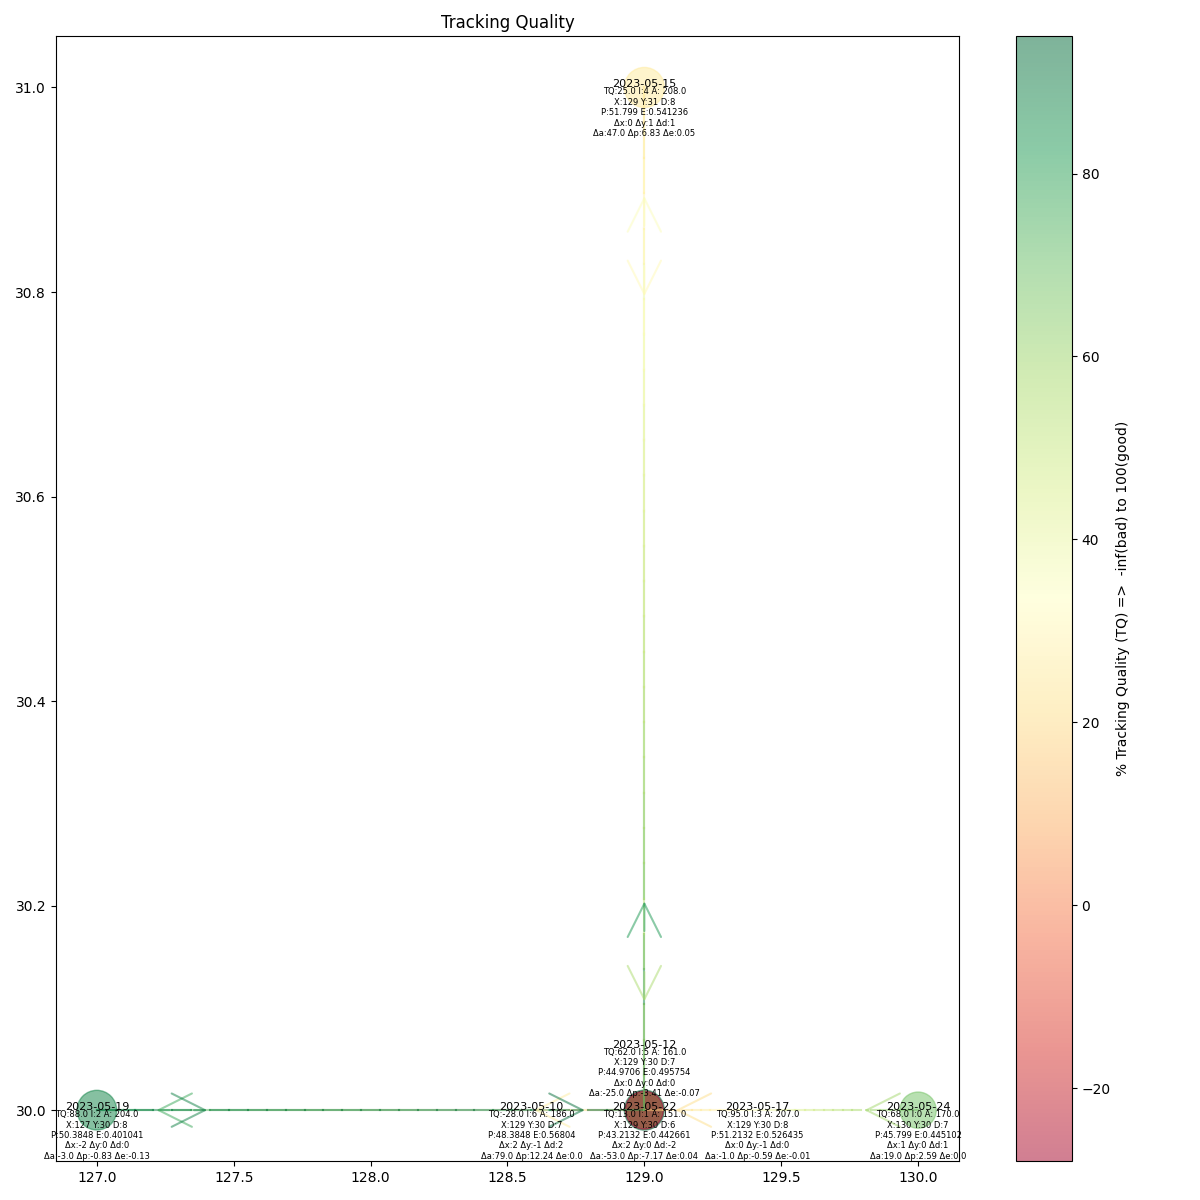 Tracking Quality
31.0
30.8
30.6
30.4
30.2
30.0
2023-05-15
TQ:25.0 I:4 A: 208.0
X:129 Y:31 D:8
P:51.799 E:0.541236
Δx:0 Δy:1 Δd:1
Δa:47.0 Δp:6.83 Δe:0.05
2023-05-12
TQ:62.0 I:5 A: 161.0
X:129 Y:30 D:7
P:44.9706 E:0.495754
Δx:0 Δy:0 Δd:0
Δa:-25.0 Δp:-3.41 Δe:-0.07
2023-05-19
TQ:88.0 I:2 A: 204.0
X:127 Y:30 D:8
P:50.3848 E:0.401041
Δx:-2 Δy:0 Δd:0
Δa:-3.0 Δp:-0.83 Δe:-0.13
2023-05-10
TQ:-28.0 I:6 A: 186.0
X:129 Y:30 D:7
P:48.3848 E:0.56804
Δx:2 Δy:-1 Δd:2
Δa:79.0 Δp:12.24 Δe:0.0
2023-05-22
TQ:13.0 I:1 A: 151.0
X:129 Y:30 D:6
P:43.2132 E:0.442661
Δx:2 Δy:0 Δd:-2
Δa:-53.0 Δp:-7.17 Δe:0.04
2023-05-17
TQ:95.0 I:3 A: 207.0
X:129 Y:30 D:8
P:51.2132 E:0.526435
Δx:0 Δy:-1 Δd:0
Δa:-1.0 Δp:-0.59 Δe:-0.01
2023-05-24
TQ:68.0 I:0 A: 170.0
X:130 Y:30 D:7
P:45.799 E:0.445102
Δx:1 Δy:0 Δd:1
Δa:19.0 Δp:2.59 Δe:0.0
127.0
127.5
128.0
128.5
129.0
129.5
130.0
80
60
40
20
0
−20
% Tracking Quality (TQ) => -inf(bad) to 100(good)